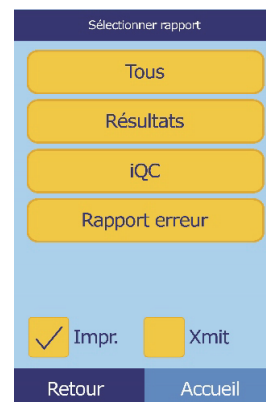 Sélectionner rapport
Tous
Résultats
iQC
Rapport erreur
Impr. Xmit
Retour Accueil